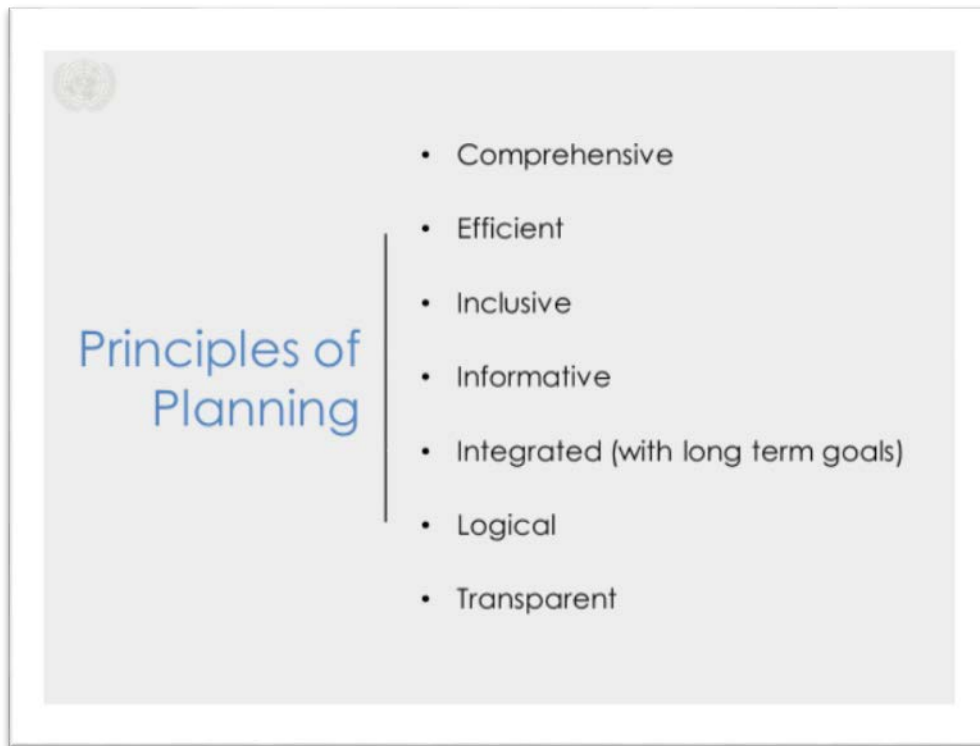 Principles of
Planning
• Comprehensive
• Efficient
• Inclusive
• Informative
• Integrated (with long term goals)
• Logical
• Transparent